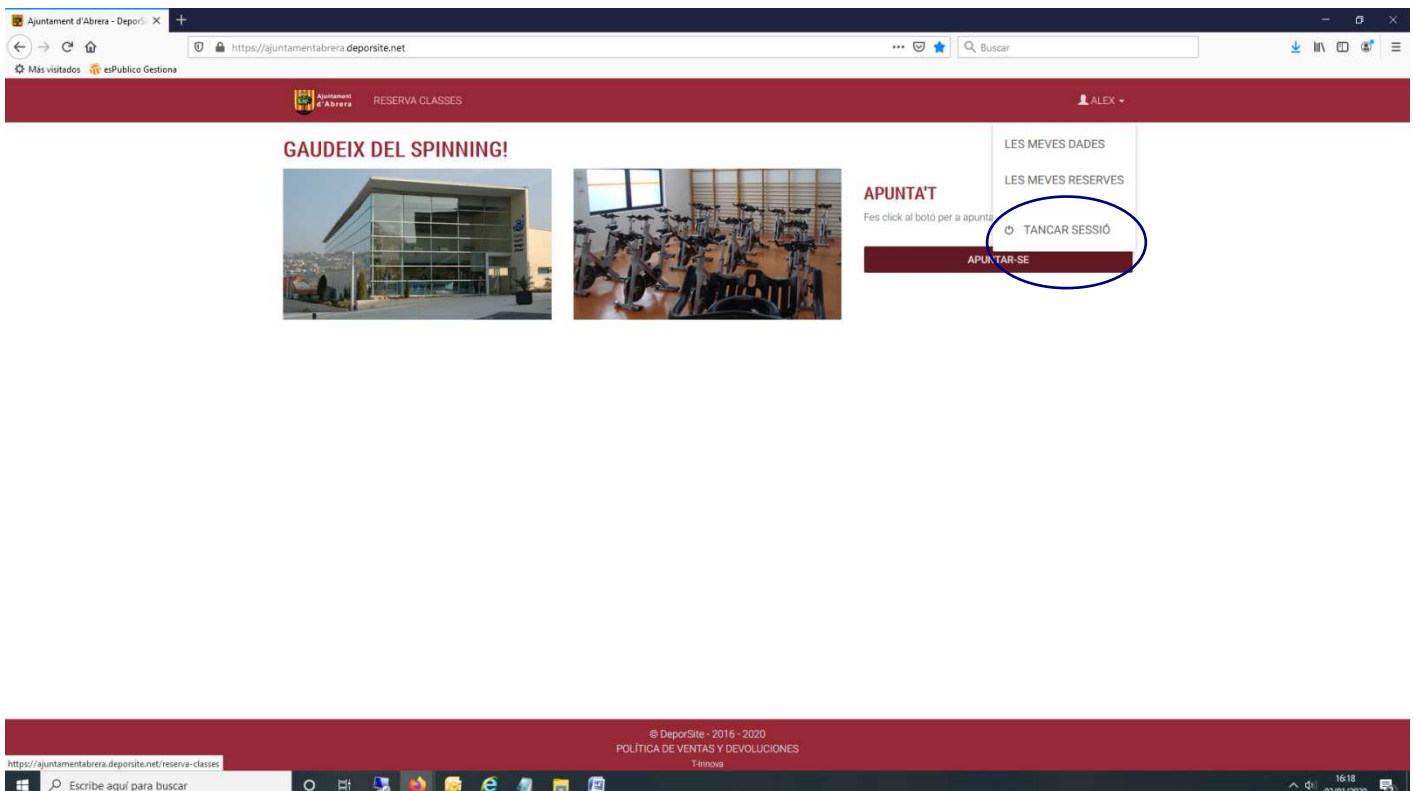 Ajuntament d'Abrera - DeporSi
https://ajuntamentabrera.deporsite.net
Buscar
Más visitados
esPublico Gestiona
Ajuntament
d'Abrera
RESERVA CLASSES
ALEX
GAUDEIX DEL SPINNING!
LES MEVES DADES
LES MEVES RESERVES
TANCAR SESSIÓ
APUNTA'T
Fes click al botó per a apunta
APUNTAR-SE
© DeporSite - 2016 - 2020
POLÍTICA DE VENTAS Y DEVOLUCIONES
T-Innova
https://ajuntamentabrera.deporsite.net/reserva-classes
Escribe aquí para buscar
16:18